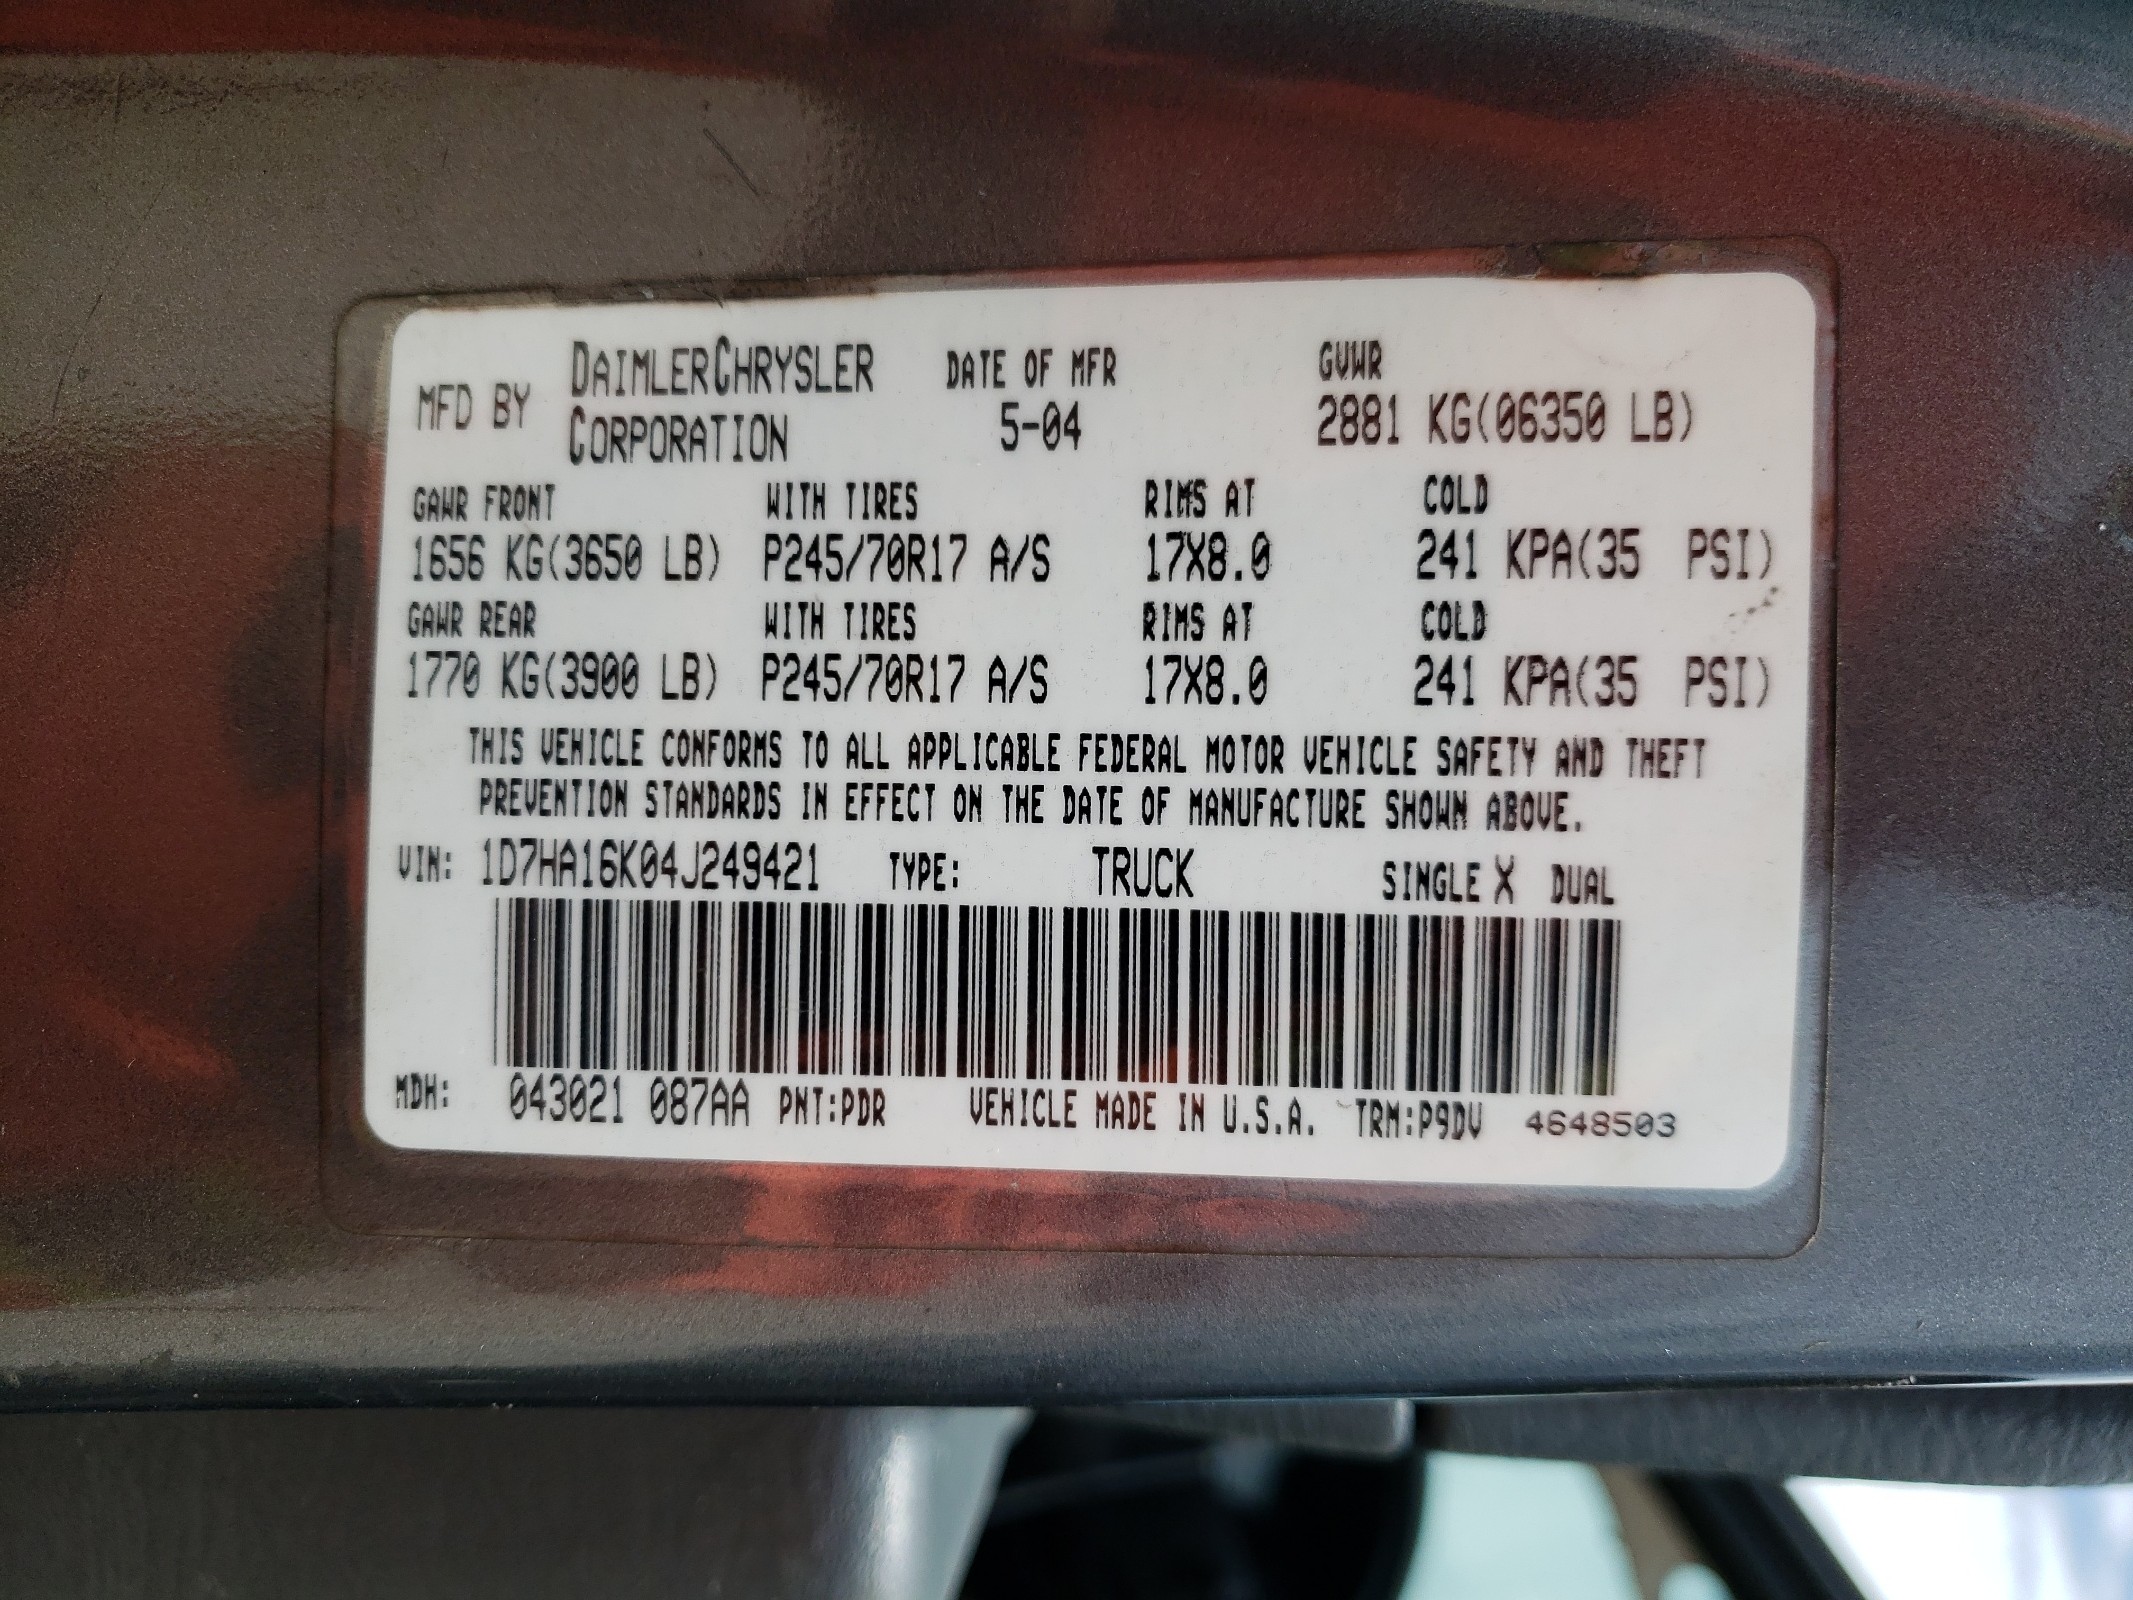 MFD BY DAIMLERCHRYSLER CORPORATION DATE OF MFR 5-04 GVWR 2881 KG(06350 LB)
GAWR FRONT WITH TIRES RIMS AT COLD
1656 KG(3650 LB) P245/70R17 A/S 17X8.0 241 KPA(35 PSI)
GAWR REAR WITH TIRES RIMS AT COLD
1770 KG(3900 LB) P245/70R17 A/S 17X8.0 241 KPA(35 PSI)
THIS VEHICLE CONFORMS TO ALL APPLICABLE FEDERAL MOTOR VEHICLE SAFETY AND THEFT
PREVENTION STANDARDS IN EFFECT ON THE DATE OF MANUFACTURE SHOWN ABOVE.
VIN: 1D7HA16K04J249421 TYPE: TRUCK SINGLE X DUAL
MDH: 043021 087AA PNT:PDR VEHICLE MADE IN U.S.A. TRM:P9DV 4648503